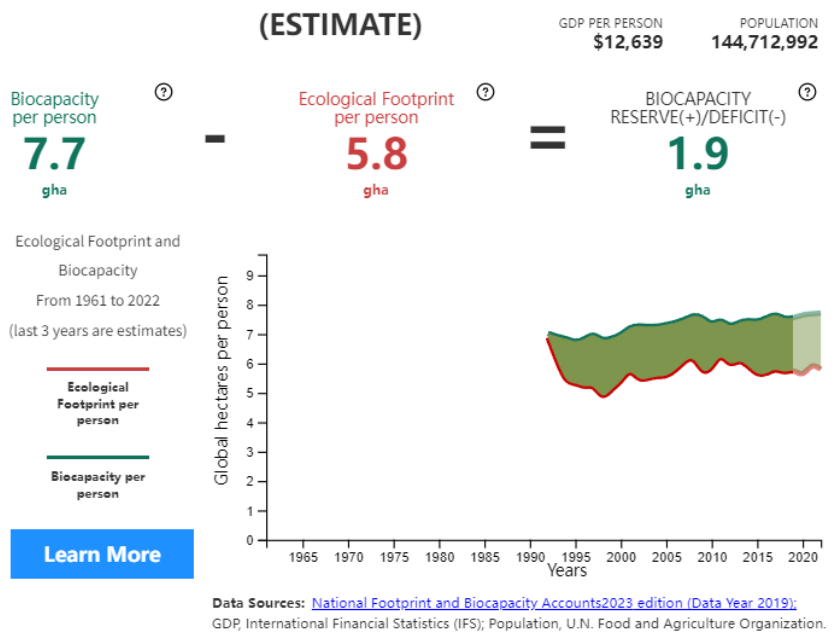 (ESTIMATE)
GDP PER PERSON
$12,639
POPULATION
144,712,992
Biocapacity
per person
7.7
gha
-
Ecological Footprint
per person
5.8
gha
=
BIOCAPACITY
RESERVE(+)/DEFICIT(-)
1.9
gha
?
?
?
Ecological Footprint and
Biocapacity
From 1961 to 2022
(last 3 years are estimates)
Ecological
Footprint per
person
Biocapacity per
person
Learn More
Global hectares per person
9
8
7
6
5
4
3
2
1
0
1965 1970 1975 1980 1985 1990 1995 2000 2005 2010 2015 2020
Years
Data Sources: National Footprint and Biocapacity Accounts2023 edition (Data Year 2019);
GDP, International Financial Statistics (IFS); Population, U.N. Food and Agriculture Organization.